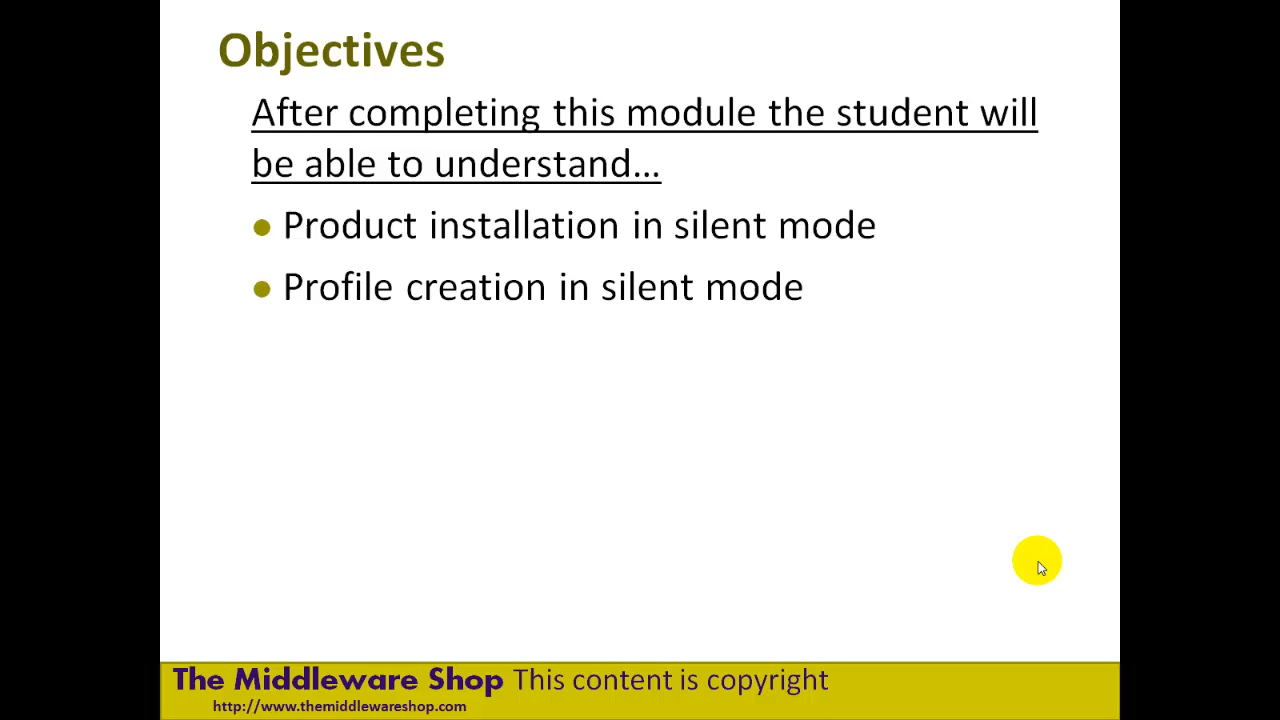 Objectives
After completing this module the student will
be able to understand...
Product installation in silent mode
Profile creation in silent mode
The Middleware Shop This content is copyright
http://www.themiddlewareshop.com